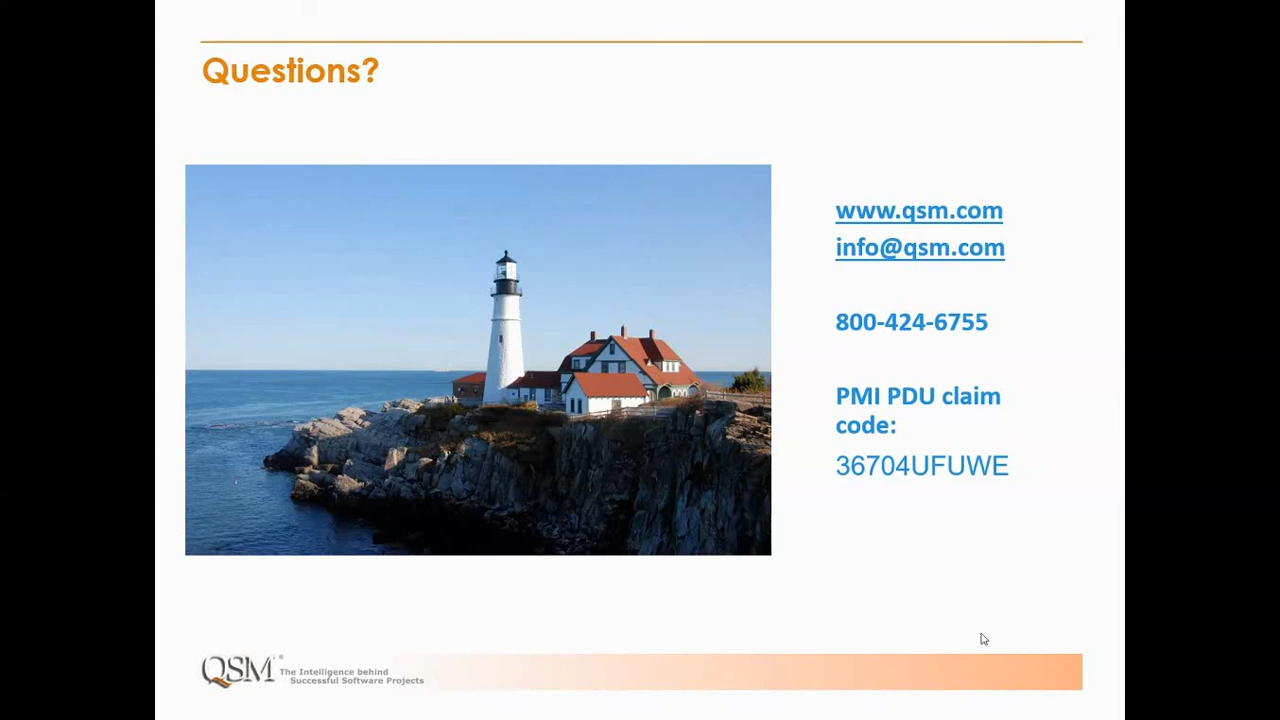 Questions?
www.qsm.com
info@qsm.com
800-424-6755
PMI PDU claim
code:
36704UFUWE
QSM®
The Intelligence behind
Successful Software Projects